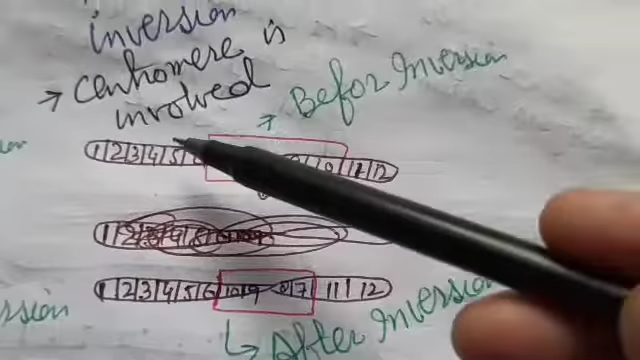 inversion
→ Centromere is
involved
→ Befor Inversion
1 2 3 4 5 11 12
1 2 3 4 5 6 10 9 8 7 11 12
↳ After Inversion